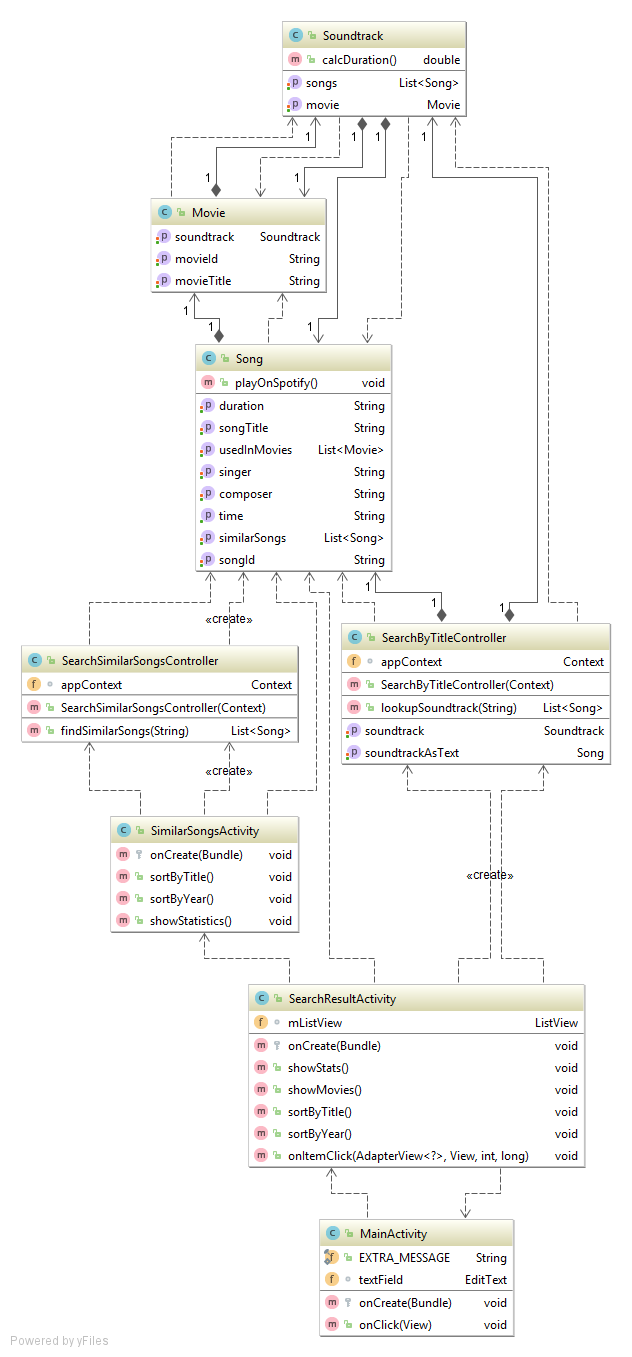 C Soundtrack
m calcDuration() double
p songs List<Song>
p movie Movie
1 1 1 1
1 1
C Movie
p soundtrack Soundtrack
p movieId String
p movieTitle String
1
1 1
C Song
m playOnSpotify() void
p duration String
p songTitle String
p usedInMovies List<Movie>
p singer String
p composer String
p time String
p similarSongs List<Song>
p songId String
1
1 1
«create»
C SearchSimilarSongsController
f appContext Context
m SearchSimilarSongsController(Context)
m findSimilarSongs(String) List<Song>
C SearchByTitleController
f appContext Context
m SearchByTitleController(Context)
m lookupSoundtrack(String) List<Song>
p soundtrack Soundtrack
p soundtrackAsText Song
«create»
C SimilarSongsActivity
m onCreate(Bundle) void
m sortByTitle() void
m sortByYear() void
m showStatistics() void
«create»
C SearchResultActivity
f mListView ListView
m onCreate(Bundle) void
m showStats() void
m showMovies() void
m sortByTitle() void
m sortByYear() void
m onItemClick(AdapterView<?>, View, int, long) void
C MainActivity
f EXTRA_MESSAGE String
f textField EditText
m onCreate(Bundle) void
m onClick(View) void
Powered by yFiles